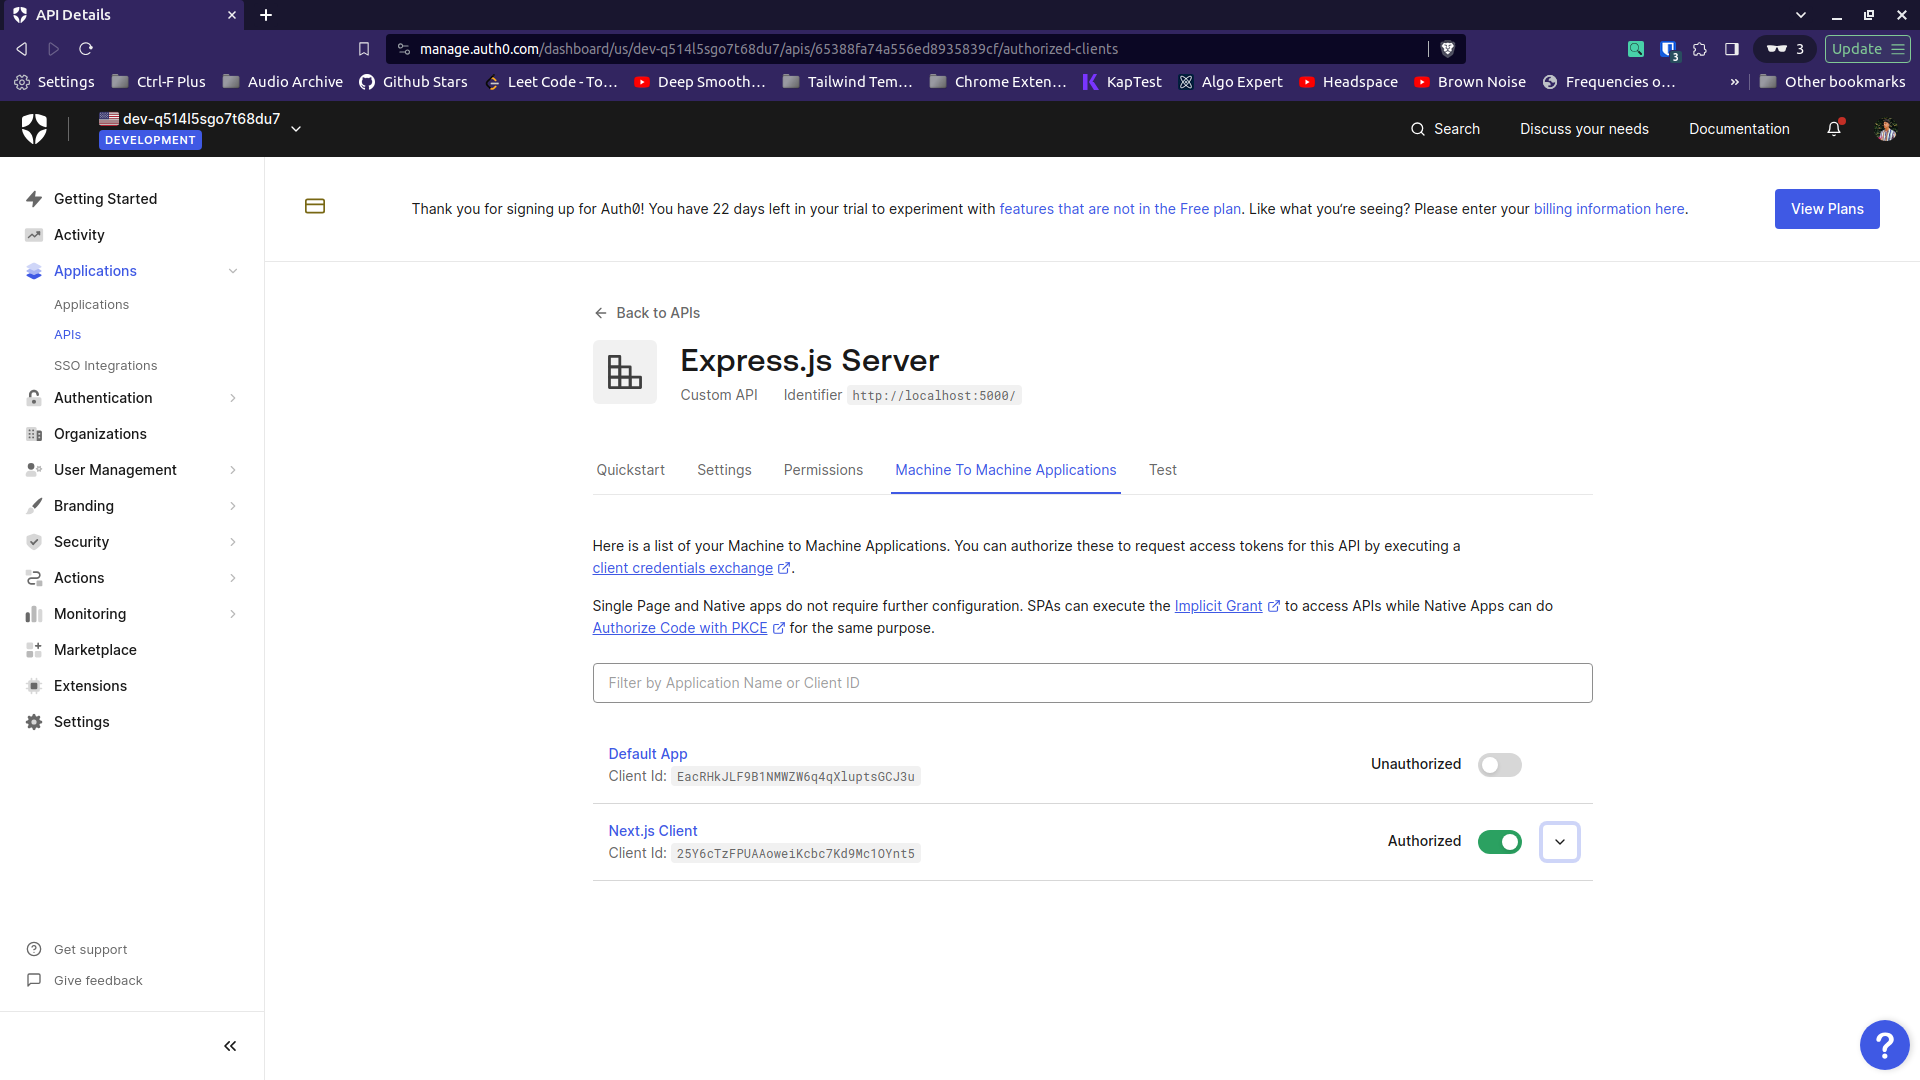 API Details
manage.auth0.com/dashboard/us/dev-q514l5sgo7t68du7/apis/65388fa74a556ed8935839cf/authorized-clients
3
3
Update
Settings
Ctrl-F Plus
Audio Archive
Github Stars
Leet Code - To…
Deep Smooth…
Tailwind Tem…
Chrome Exten…
KapTest
Algo Expert
Headspace
Brown Noise
Frequencies o…
»
Other bookmarks
dev-q514l5sgo7t68du7
DEVELOPMENT
Search
Discuss your needs
Documentation
Getting Started
Activity
Applications
Applications
APIs
SSO Integrations
Authentication
Organizations
User Management
Branding
Security
Actions
Monitoring
Marketplace
Extensions
Settings
Get support
Give feedback
Thank you for signing up for Auth0! You have 22 days left in your trial to experiment with features that are not in the Free plan. Like what you're seeing? Please enter your billing information here.
View Plans
Back to APIs
Express.js Server
Custom API Identifier http://localhost:5000/
Quickstart
Settings
Permissions
Machine To Machine Applications
Test
Here is a list of your Machine to Machine Applications. You can authorize these to request access tokens for this API by executing a
client credentials exchange.
Single Page and Native apps do not require further configuration. SPAs can execute the Implicit Grant to access APIs while Native Apps can do
Authorize Code with PKCE for the same purpose.
Filter by Application Name or Client ID
Default App
Client Id: EacRHkJLF9B1NMWZW6q4qXluptsGCJ3u
Unauthorized
Next.js Client
Client Id: 25Y6cTzFPUAAoweiKcbc7Kd9Mc1OYnt5
Authorized
?